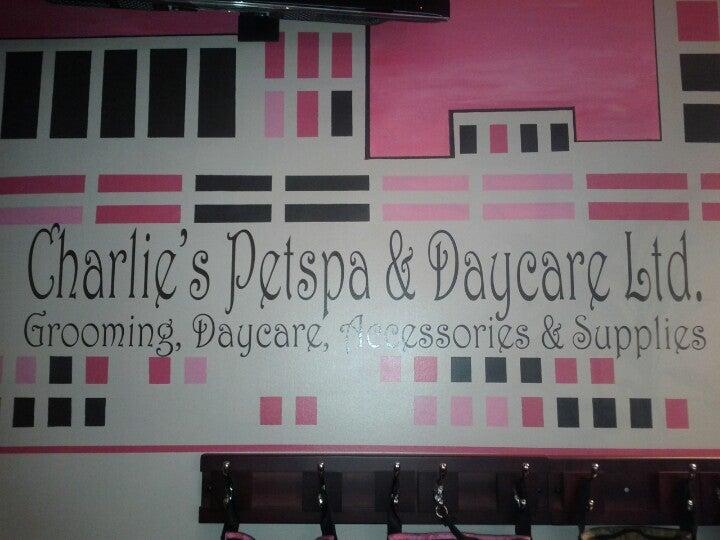 Charlie's Petspa & Daycare Ltd.
Grooming, Daycare, Accessories & Supplies